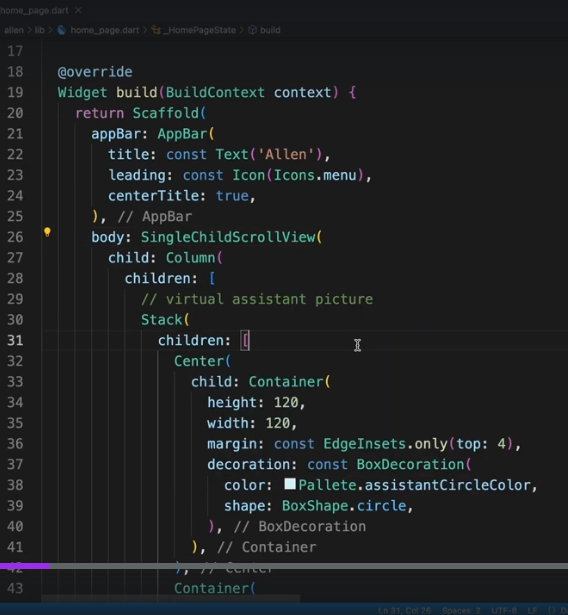 home_page.dart ×
allen > lib > home_page.dart > _HomePageState > build
17
18 @override
19 Widget build(BuildContext context) {
20 return Scaffold(
21 appBar: AppBar(
22 title: const Text('Allen'),
23 leading: const Icon(Icons.menu),
24 centerTitle: true,
25 ), // AppBar
26 body: SingleChildScrollView(
27 child: Column(
28 children: [
29 // virtual assistant picture
30 Stack(
31 children: [
32 Center(
33 child: Container(
34 height: 120,
35 width: 120,
36 margin: const EdgeInsets.only(top: 4),
37 decoration: const BoxDecoration(
38 color: Pallete.assistantCircleColor,
39 shape: BoxShape.circle,
40 ), // BoxDecoration
41 ), // Container
42 ), // Center
43 Container(
Ln 31, Col 26 Spaces: 2 UTF-8 LF